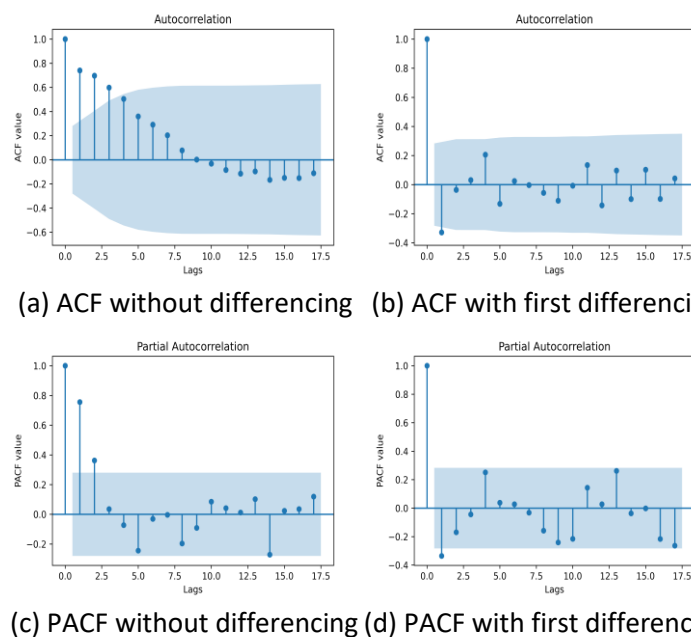 Autocorrelation
1.0
0.8
0.6
0.4
0.2
0.0
−0.2
−0.4
−0.6
ACF value
0.0 2.5 5.0 7.5 10.0 12.5 15.0 17.5
Lags
Autocorrelation
1.0
0.8
0.6
0.4
0.2
0.0
−0.2
−0.4
ACF value
0.0 2.5 5.0 7.5 10.0 12.5 15.0 17.5
Lags
(a) ACF without differencing (b) ACF with first differenci
Partial Autocorrelation
1.0
0.8
0.6
0.4
0.2
0.0
−0.2
PACF value
0.0 2.5 5.0 7.5 10.0 12.5 15.0 17.5
Lags
Partial Autocorrelation
1.0
0.8
0.6
0.4
0.2
0.0
−0.2
−0.4
PACF value
0.0 2.5 5.0 7.5 10.0 12.5 15.0 17.5
Lags
(c) PACF without differencing (d) PACF with first differenc